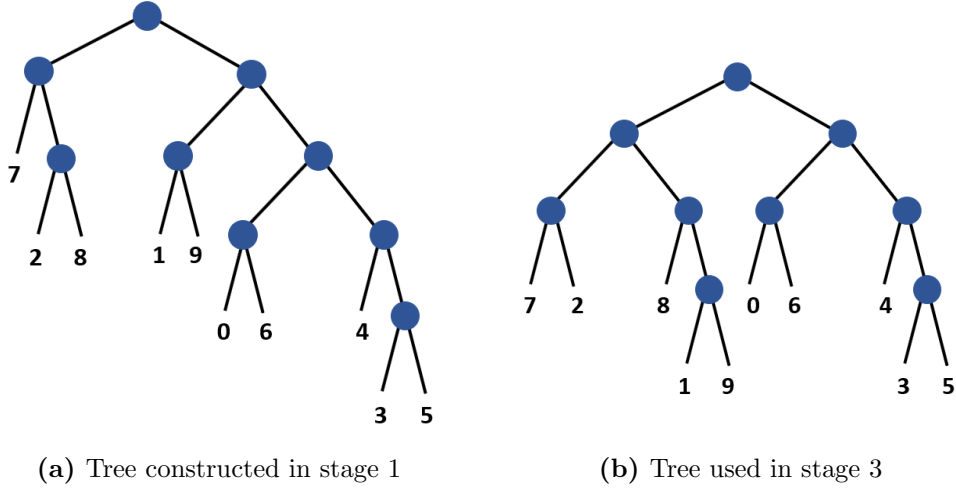 7
2 8 1 9
0 6 4
3 5
7 2 8 0 6 4
1 9 3 5
(a) Tree constructed in stage 1
(b) Tree used in stage 3